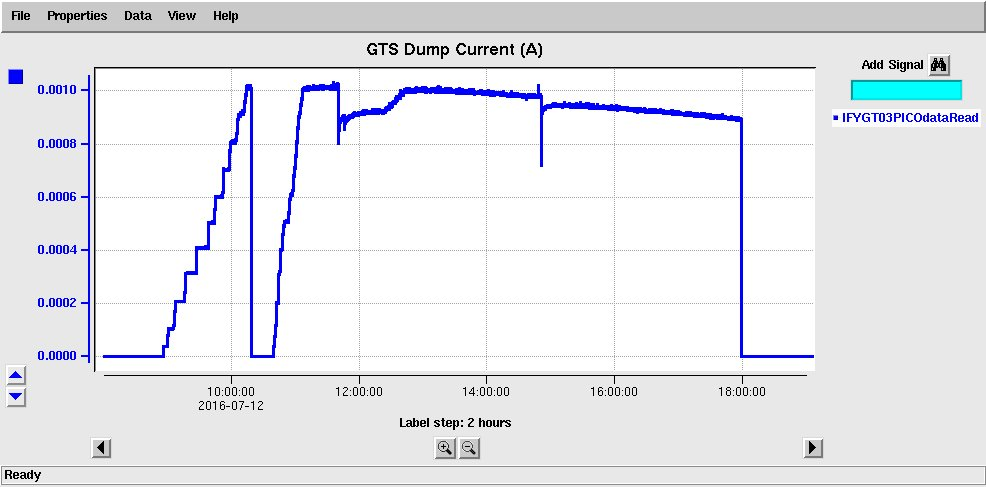 File Properties Data View Help
GTS Dump Current (A)
Add Signal
IFYGT03PICOdataRead
0.0010
0.0008
0.0006
0.0004
0.0002
0.0000
10:00:00 12:00:00 14:00:00 16:00:00 18:00:00
2016-07-12
Label step: 2 hours
Ready